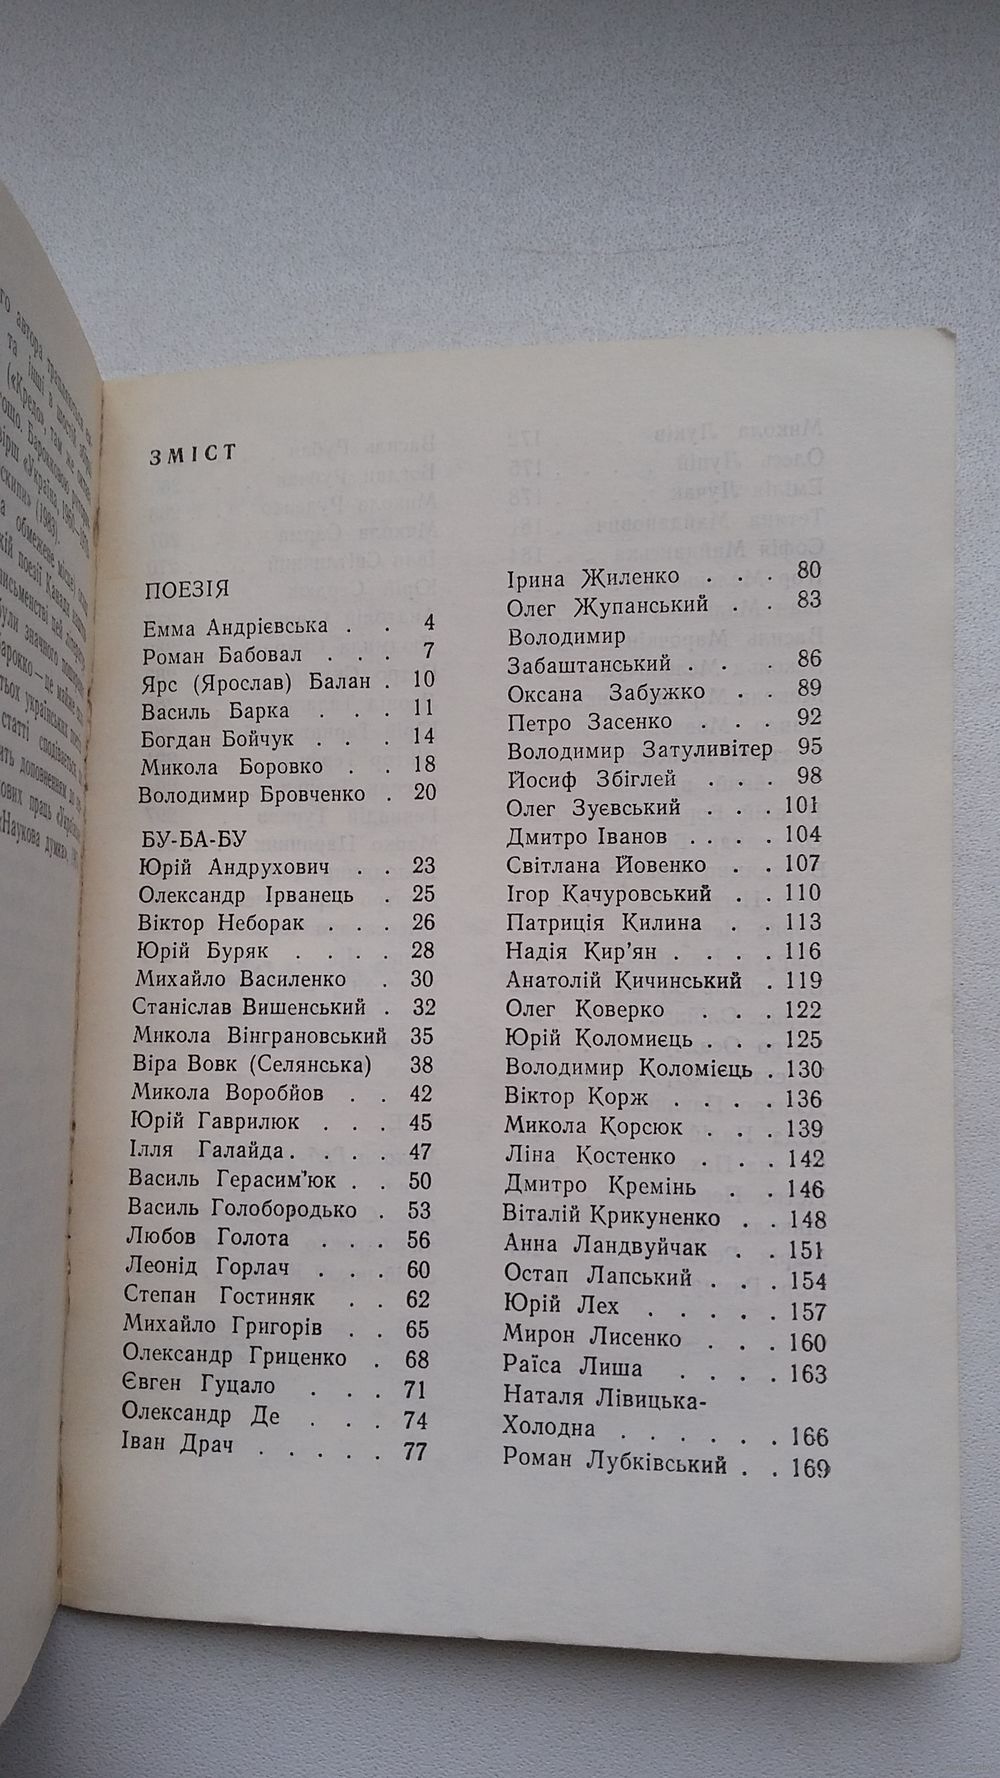 ЗМІСТ
ПОЕЗІЯ
Емма Андрієвська . . 4
Роман Бабовал . . . 7
Ярс (Ярослав) Балан . 10
Василь Барка . . . 11
Богдан Бойчук . . . 14
Микола Боровко . . 18
Володимир Бровченко . 20
БУ-БА-БУ
Юрій Андрухович . . 23
Олександр Ірванець . 25
Віктор Неборак . . . 26
Юрій Буряк . . . . 28
Михайло Василенко . 30
Станіслав Вишенський . 32
Микола Вінграновський 35
Віра Вовк (Селянська) 38
Микола Воробйов . . 42
Юрій Гаврилюк . . . 45
Ілля Галайда . . . . 47
Василь Герасим’юк . . 50
Василь Голобородько . 53
Любов Голота . . . 56
Леонід Горлач . . . 60
Степан Гостиняк . . 62
Михайло Григорів . . 65
Олександр Гриценко . 68
Євген Гуцало . . . 71
Олександр Де . . . 74
Іван Драч . . . . . 77
Ірина Жиленко . . . 80
Олег Жупанський . . 83
Володимир
Забаштанський . . . 86
Оксана Забужко . . 89
Петро Засенко . . . 92
Володимир Затуливітер 95
Йосиф Збіглей . . . 98
Олег Зуєвський . . . 101
Дмитро Іванов . . . . 104
Світлана Йовенко . . 107
Ігор Качуровський . . 110
Патриція Килина . . 113
Надія Кир’ян . . . . 116
Анатолій Кичинський . 119
Олег Коверко . . . 122
Юрій Коломиєць . . . 125
Володимир Коломієць . 130
Віктор Корж . . . . 136
Микола Корсюк . . . 139
Ліна Костенко . . . 142
Дмитро Кремінь . . 146
Віталій Крикуненко . . 148
Анна Ландвуйчак . . 151
Остап Лапський . . . 154
Юрій Лех . . . . . 157
Мирон Лисенко . . . 160
Раїса Лиша . . . . 163
Наталя Лівицька-
Холодна . . . . . . 166
Роман Лубківський . . 169